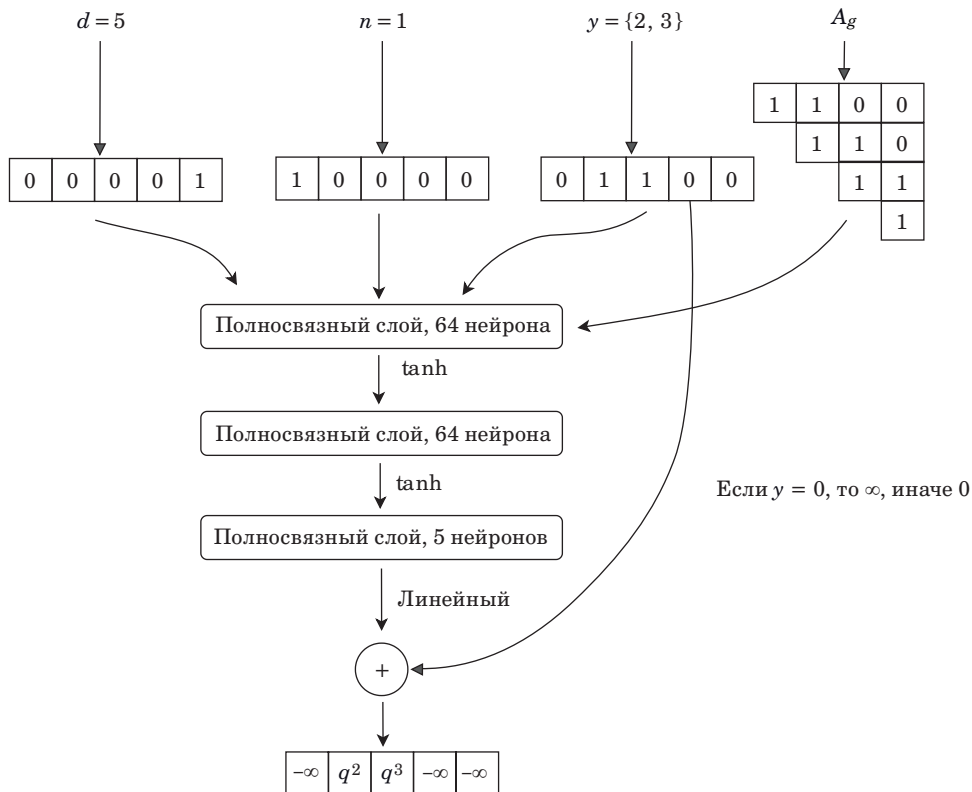 d = 5
n = 1
y = {2, 3}
A_g
0 0 0 0 1
1 0 0 0 0
0 1 1 0 0
1 1 0 0
1 1 0
1 1
1
Полносвязный слой, 64 нейрона
tanh
Полносвязный слой, 64 нейрона
tanh
Если y = 0, то ∞, иначе 0
Полносвязный слой, 5 нейронов
Линейный
+
–∞ q² q³ –∞ –∞